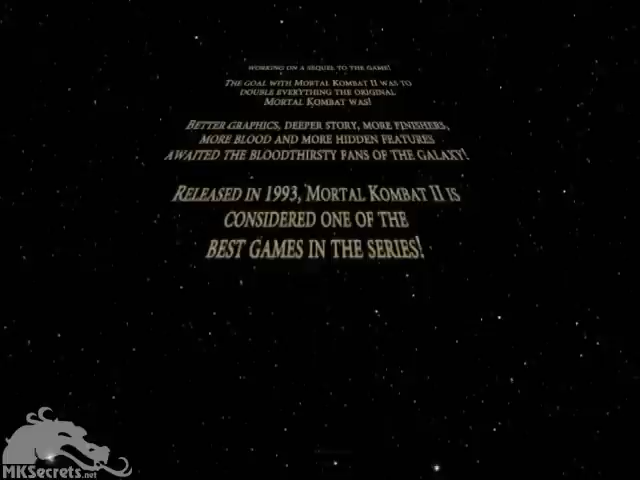 WORKING ON A SEQUEL TO THE GAME!
THE GOAL WITH MORTAL KOMBAT II WAS TO
DOUBLE EVERYTHING THE ORIGINAL
MORTAL KOMBAT WAS!
BETTER GRAPHICS, DEEPER STORY, MORE FINISHERS,
MORE BLOOD AND MORE HIDDEN FEATURES
AWAITED THE BLOODTHIRSTY FANS OF THE GALAXY!
RELEASED IN 1993, MORTAL KOMBAT II IS
CONSIDERED ONE OF THE
BEST GAMES IN THE SERIES!
MKSecrets.net